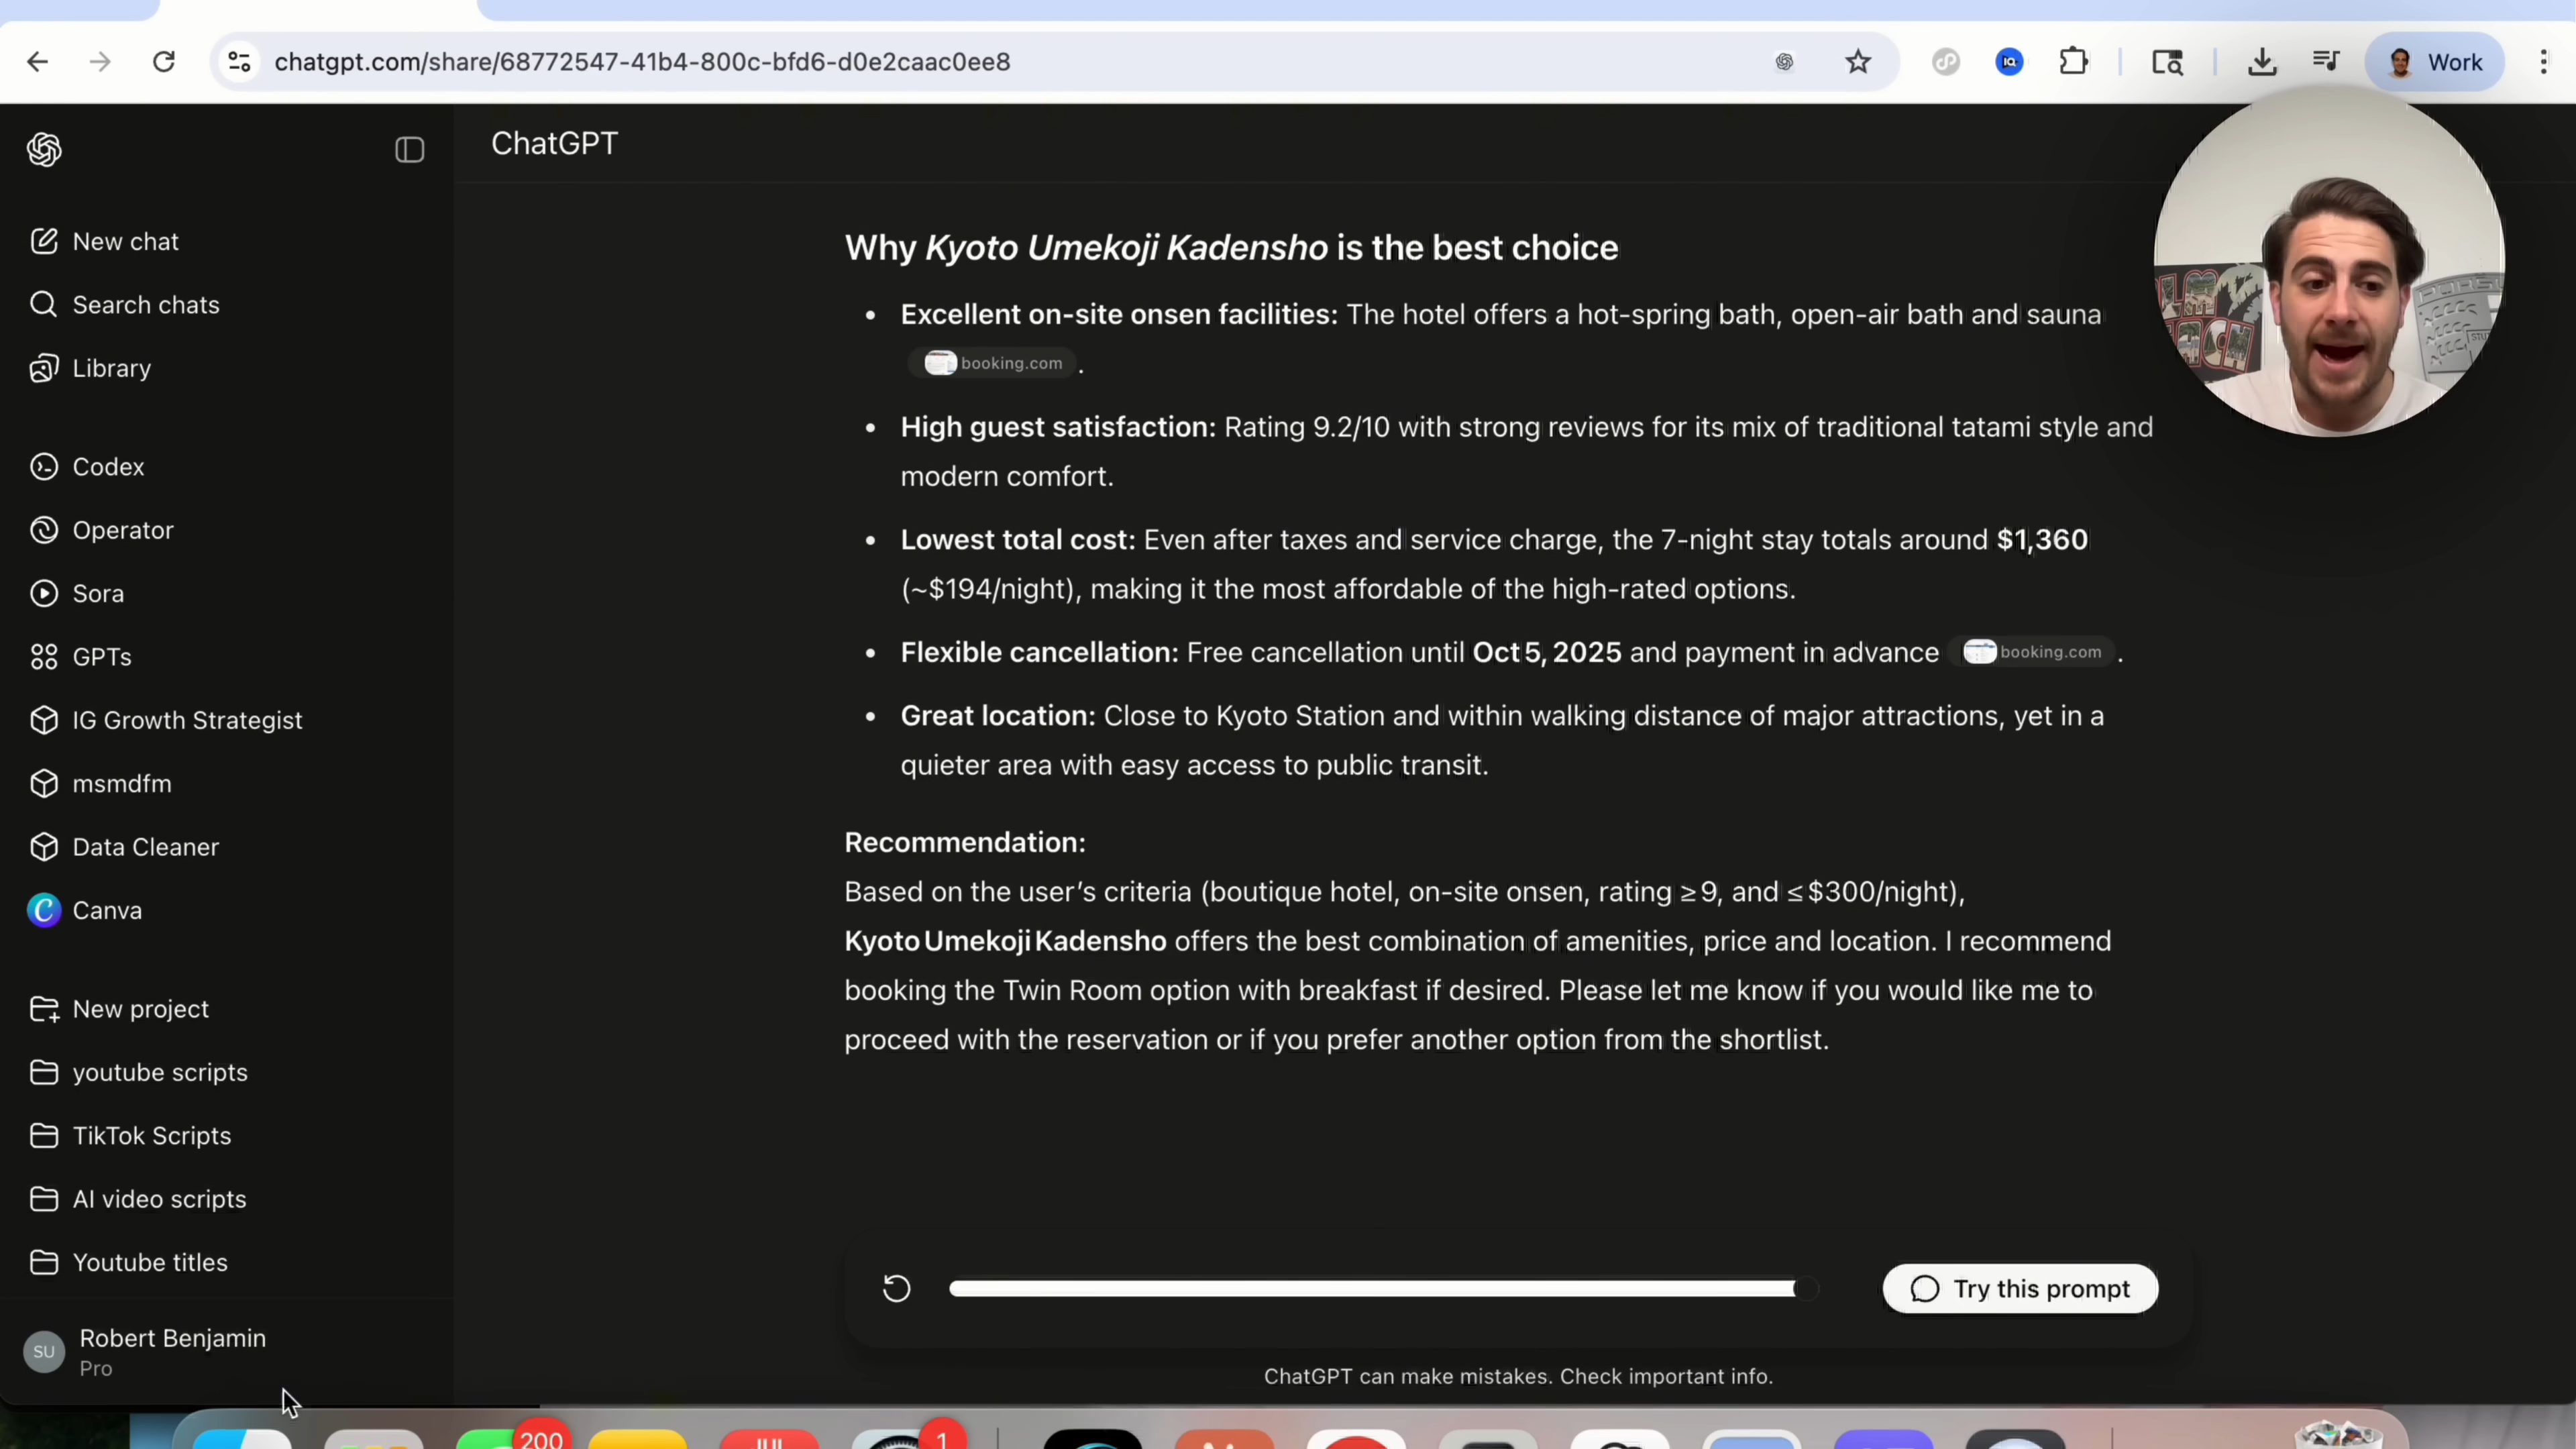 chatgpt.com/share/68772547-41b4-800c-bfd6-d0e2caac0ee8
IQ
Work
ChatGPT
New chat
Search chats
Library
Codex
Operator
Sora
GPTs
IG Growth Strategist
msmdfm
Data Cleaner
Canva
New project
youtube scripts
TikTok Scripts
AI video scripts
Youtube titles
SU
Robert Benjamin
Pro
Why Kyoto Umekoji Kadensho is the best choice
• Excellent on-site onsen facilities: The hotel offers a hot-spring bath, open-air bath and sauna
booking.com .
• High guest satisfaction: Rating 9.2/10 with strong reviews for its mix of traditional tatami style and
modern comfort.
• Lowest total cost: Even after taxes and service charge, the 7-night stay totals around $1,360
(~$194/night), making it the most affordable of the high-rated options.
• Flexible cancellation: Free cancellation until Oct 5, 2025 and payment in advance booking.com .
• Great location: Close to Kyoto Station and within walking distance of major attractions, yet in a
quieter area with easy access to public transit.
Recommendation:
Based on the user's criteria (boutique hotel, on-site onsen, rating ≥ 9, and ≤ $300/night),
Kyoto Umekoji Kadensho offers the best combination of amenities, price and location. I recommend
booking the Twin Room option with breakfast if desired. Please let me know if you would like me to
proceed with the reservation or if you prefer another option from the shortlist.
Try this prompt
ChatGPT can make mistakes. Check important info.
200
1